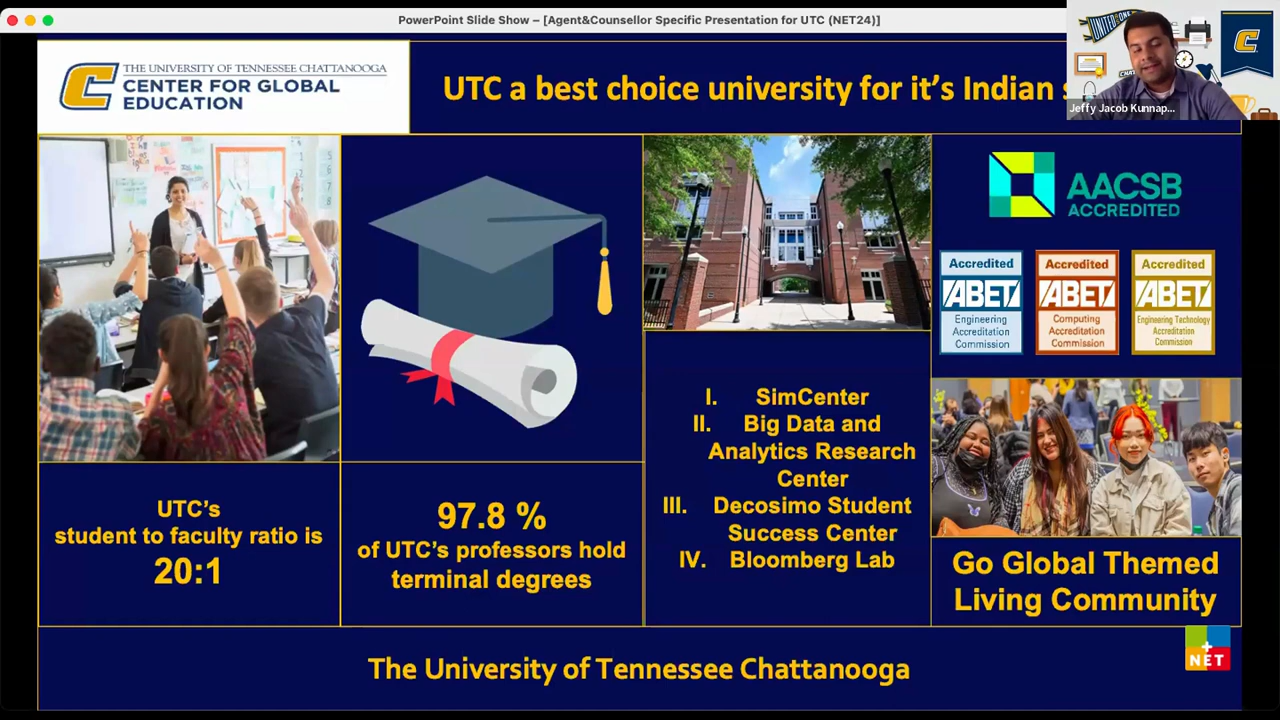 PowerPoint Slide Show – [Agent&Counsellor Specific Presentation for UTC (NET24)]
UNITED
ONE
C
Jeffy Jacob Kunnap...
C
THE UNIVERSITY OF TENNESSEE CHATTANOOGA
CENTER FOR GLOBAL
EDUCATION
UTC a best choice university for it's Indian
AACSB
ACCREDITED
Accredited
ABET
Engineering
Accreditation
Commission
Accredited
ABET
Computing
Accreditation
Commission
Accredited
ABET
Engineering Technology
Accreditation
Commission
UTC's
student to faculty ratio is
20:1
97.8 %
of UTC's professors hold
terminal degrees
I. SimCenter
II. Big Data and
Analytics Research
Center
III. Decosimo Student
Success Center
IV. Bloomberg Lab
Go Global Themed
Living Community
The University of Tennessee Chattanooga
+
NET